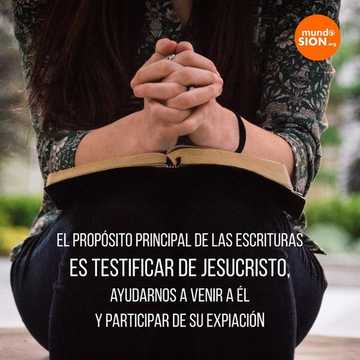 mundo
SION.org
EL PROPÓSITO PRINCIPAL DE LAS ESCRITURAS
ES TESTIFICAR DE JESUCRISTO,
AYUDARNOS A VENIR A ÉL
Y PARTICIPAR DE SU EXPIACIÓN